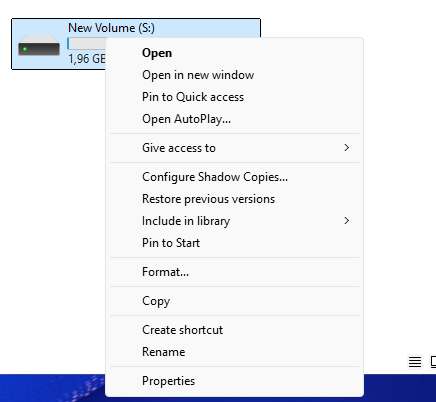 New Volume (S:)
1,96 GB
Open
Open in new window
Pin to Quick access
Open AutoPlay...
Give access to
Configure Shadow Copies...
Restore previous versions
Include in library
Pin to Start
Format...
Copy
Create shortcut
Rename
Properties